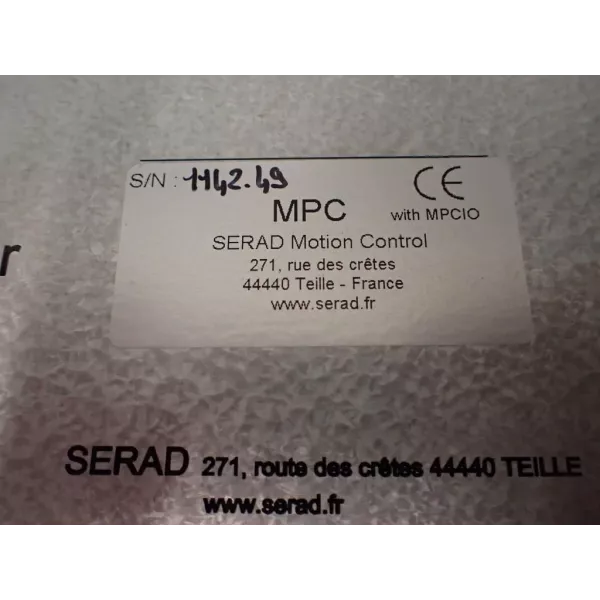 S/N : 1142.49
MPC with MPCIO
SERAD Motion Control
271, rue des crêtes
44440 Teille - France
www.serad.fr
r
SERAD 271, route des crêtes 44440 TEILLE
www.serad.fr